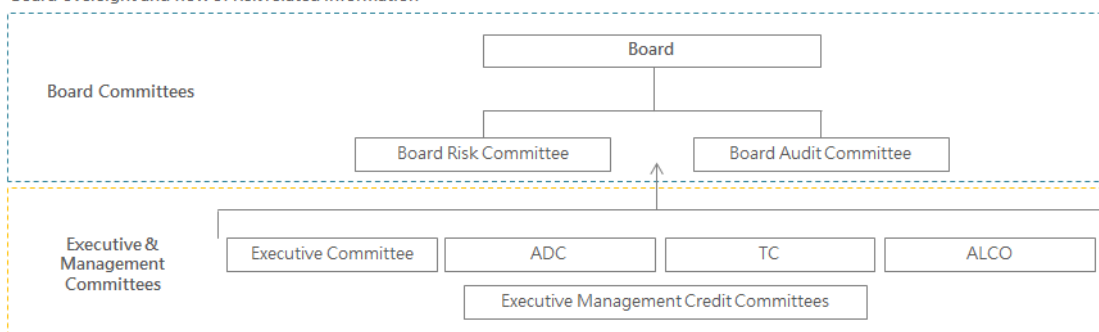 Board
Board Committees
Board Risk Committee
Board Audit Committee
Executive &
Management
Committees
Executive Committee
ADC
TC
ALCO
Executive Management Credit Committees